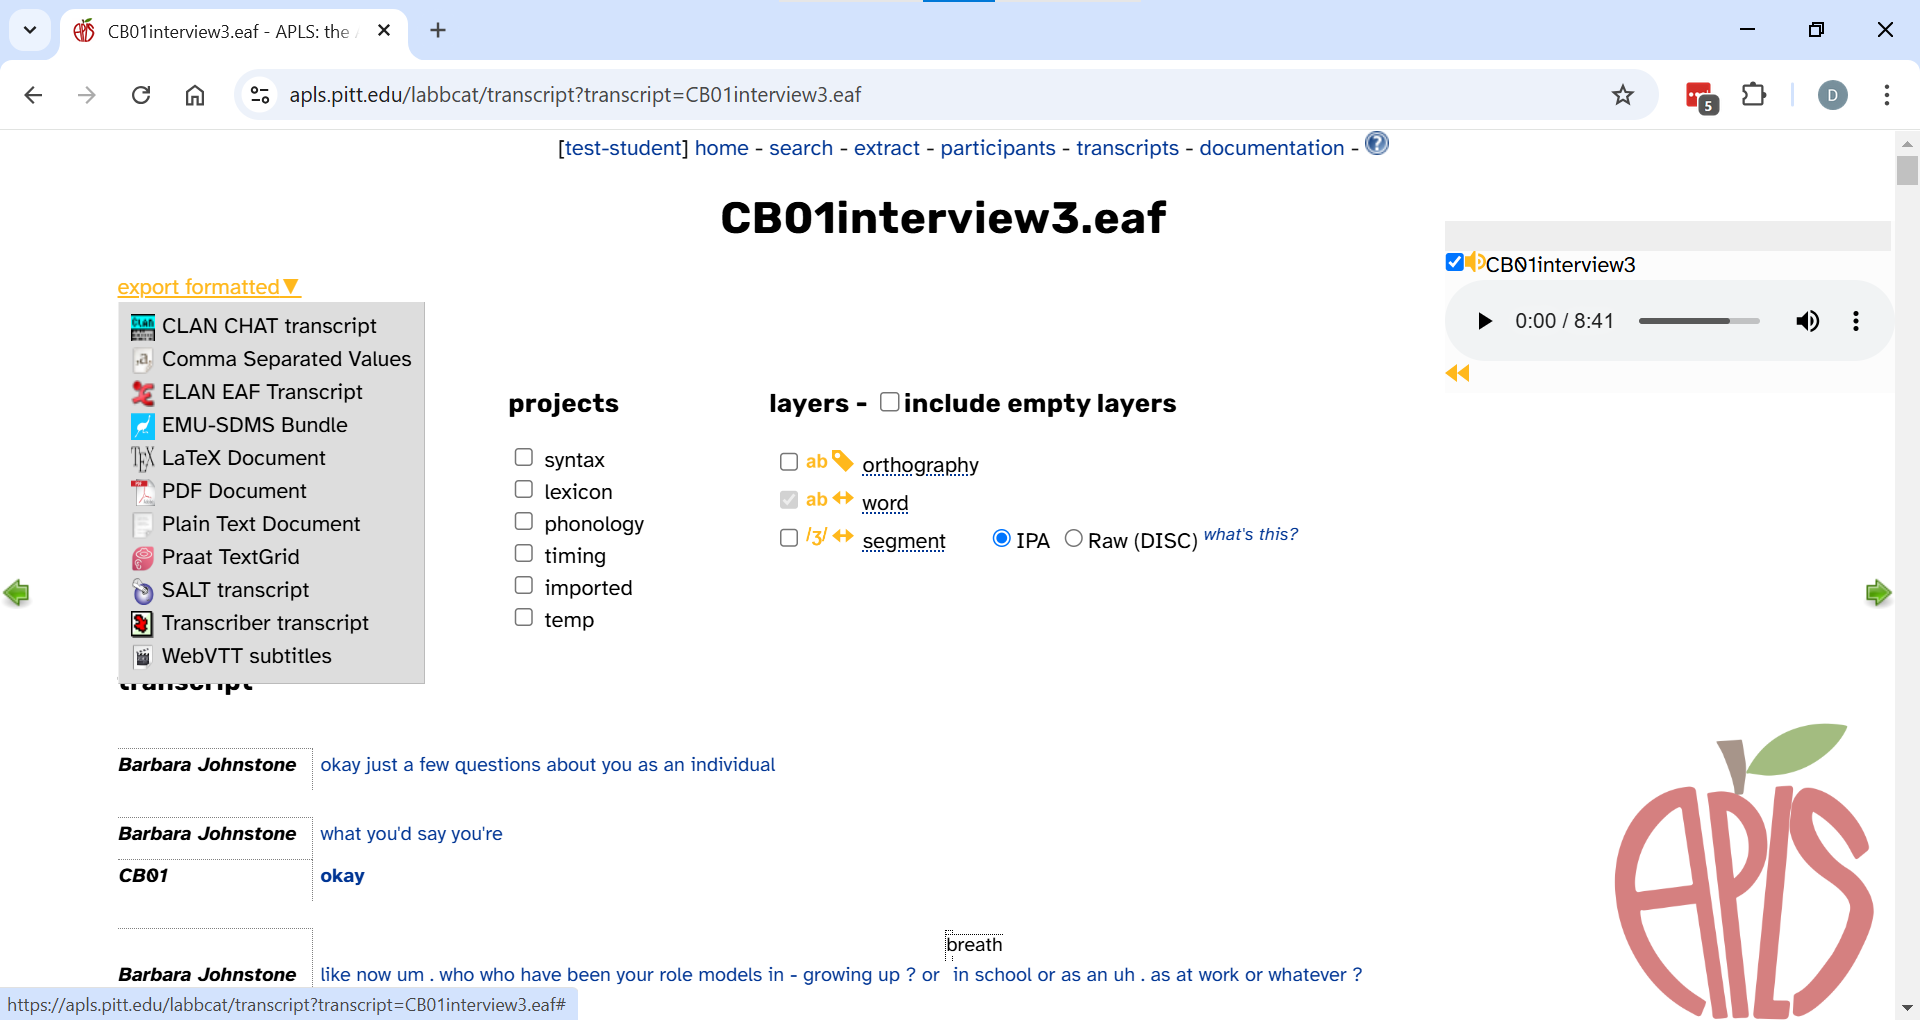 CB01interview3.eaf - APLS: the
apls.pitt.edu/labbcat/transcript?transcript=CB01interview3.eaf
5
D
[test-student] home - search - extract - participants - transcripts - documentation - ?
CB01interview3.eaf
CB01interview3
0:00 / 8:41
export formatted▼
CLAN CHAT transcript
Comma Separated Values
ELAN EAF Transcript
EMU-SDMS Bundle
LaTeX Document
PDF Document
Plain Text Document
Praat TextGrid
SALT transcript
Transcriber transcript
WebVTT subtitles
projects
syntax
lexicon
phonology
timing
imported
temp
layers - include empty layers
ab orthography
ab word
/ʒ/ segment IPA Raw (DISC) what's this?
transcript
Barbara Johnstone okay just a few questions about you as an individual
Barbara Johnstone what you'd say you're
CB01 okay
breath
Barbara Johnstone like now um . who who have been your role models in - growing up ? or in school or as an uh . as at work or whatever ?
APLS
https://apls.pitt.edu/labbcat/transcript?transcript=CB01interview3.eaf#